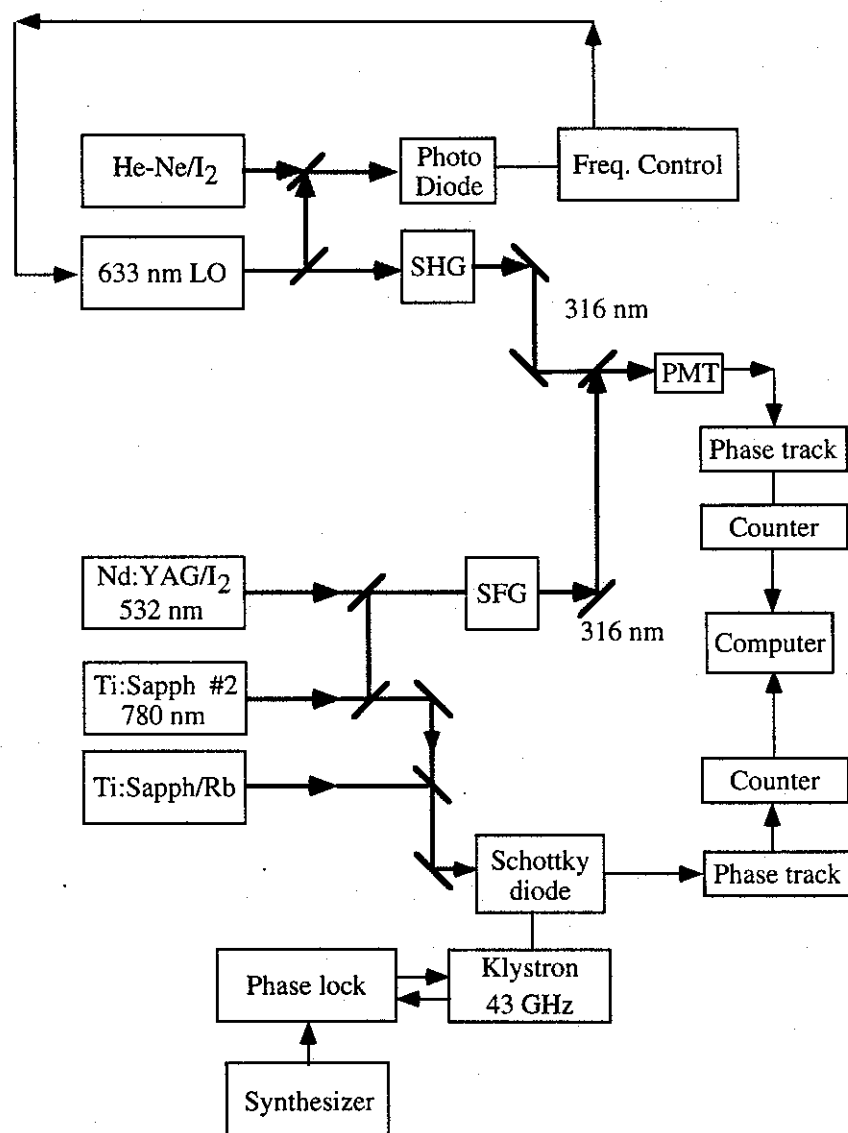 He-Ne/I2
Photo
Diode
Freq. Control
633 nm LO
SHG
316 nm
PMT
Phase track
Counter
Nd:YAG/I2
532 nm
SFG
316 nm
Computer
Ti:Sapph #2
780 nm
Ti:Sapph/Rb
Counter
Schottky
diode
Phase track
Phase lock
Klystron
43 GHz
Synthesizer